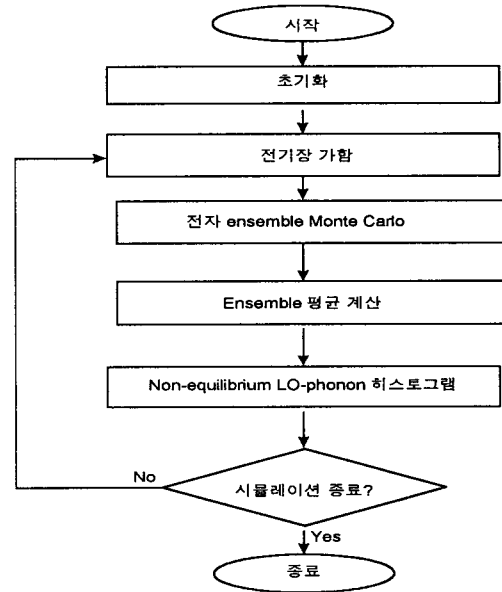 시작
초기화
전기장 가함
전자 ensemble Monte Carlo
Ensemble 평균 계산
Non-equilibrium LO-phonon 히스토그램
No
시뮬레이션 종료?
Yes
종료